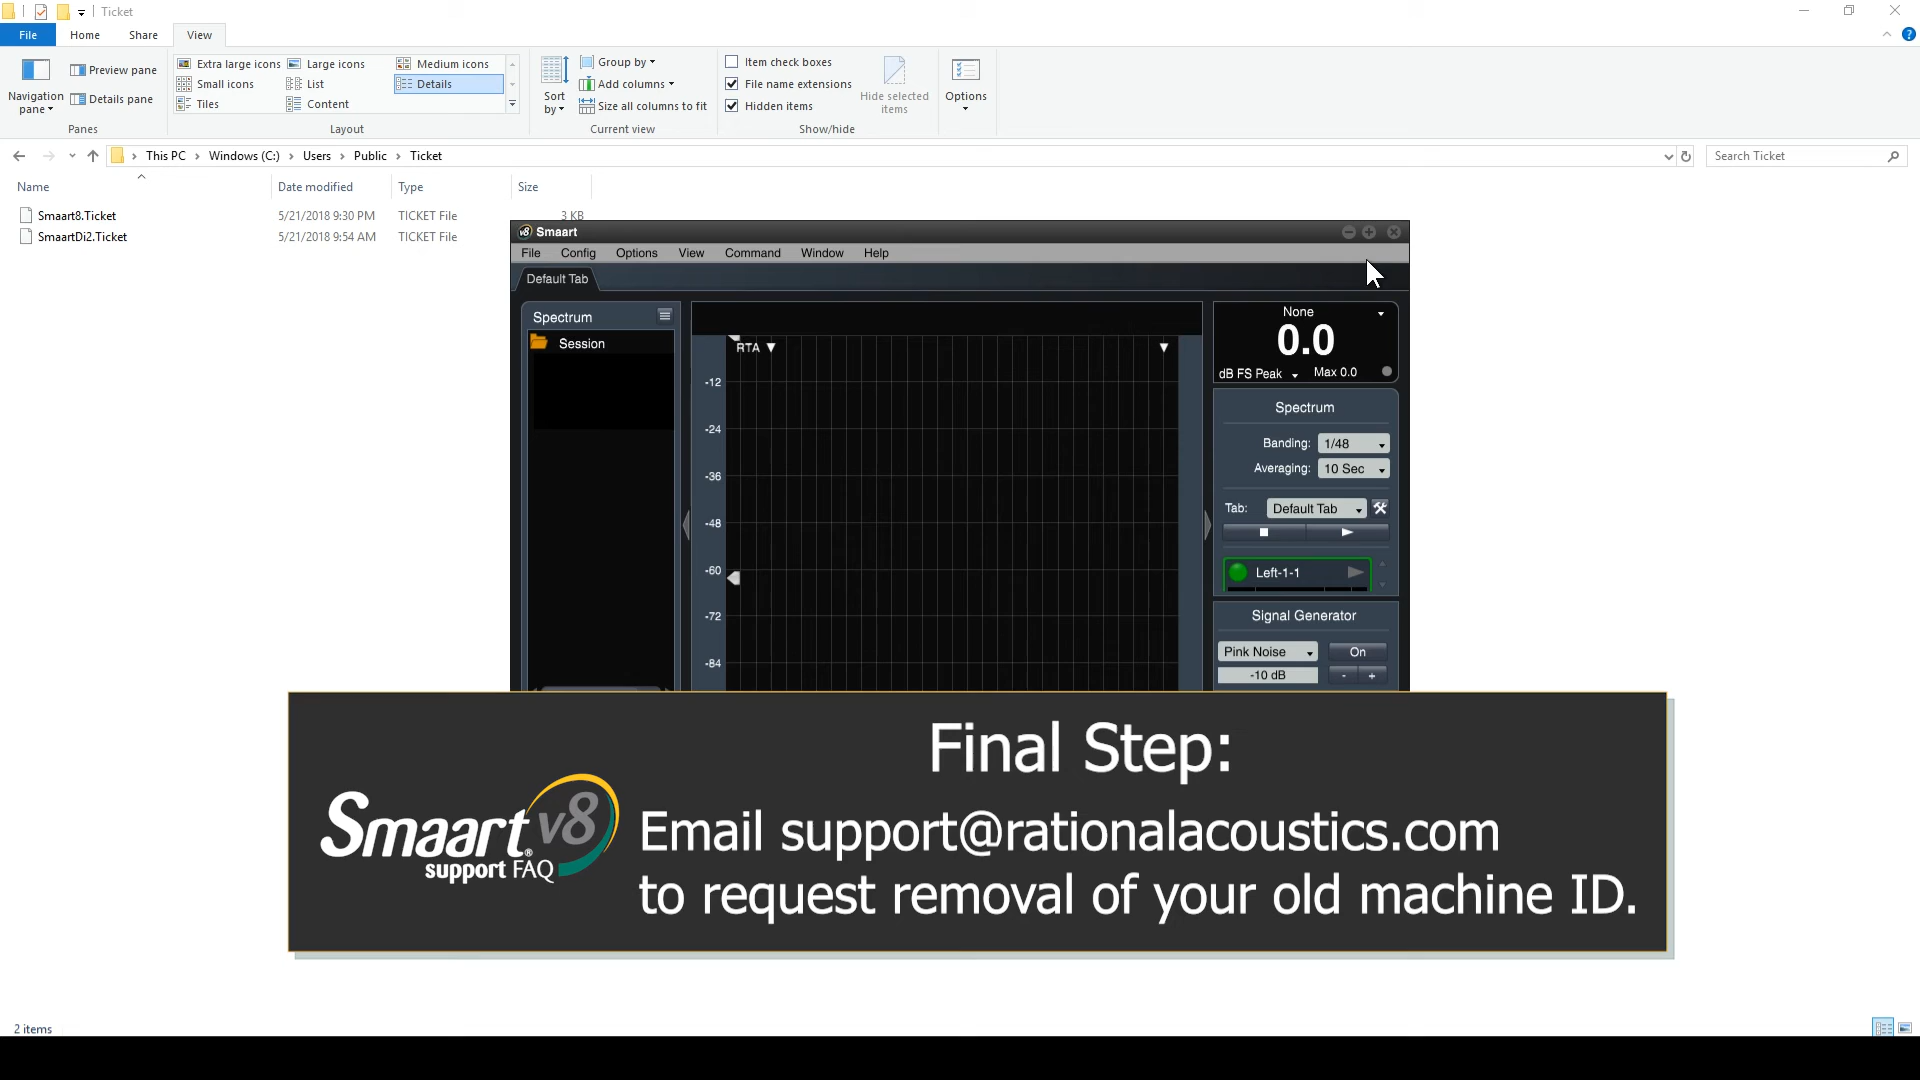 Ticket
File Home Share View
Navigation pane
Preview pane
Details pane
Panes
Extra large icons Large icons Medium icons
Small icons List Details
Tiles Content
Layout
Sort by
Group by
Add columns
Size all columns to fit
Current view
Item check boxes
File name extensions
Hidden items
Hide selected items
Show/hide
Options
This PC Windows (C:) Users Public Ticket
Search Ticket
Name Date modified Type Size
Smaart8.Ticket 5/21/2018 9:30 PM TICKET File 3 KB
SmaartDi2.Ticket 5/21/2018 9:54 AM TICKET File
v8 Smaart
File Config Options View Command Window Help
Default Tab
Spectrum
Session
RTA
-12
-24
-36
-48
-60
-72
-84
None
0.0
dB FS Peak Max 0.0
Spectrum
Banding: 1/48
Averaging: 10 Sec
Tab: Default Tab
Left-1-1
Signal Generator
Pink Noise On
-10 dB - +
Final Step:
Smaart® v8
support FAQ
Email support@rationalacoustics.com
to request removal of your old machine ID.
2 items